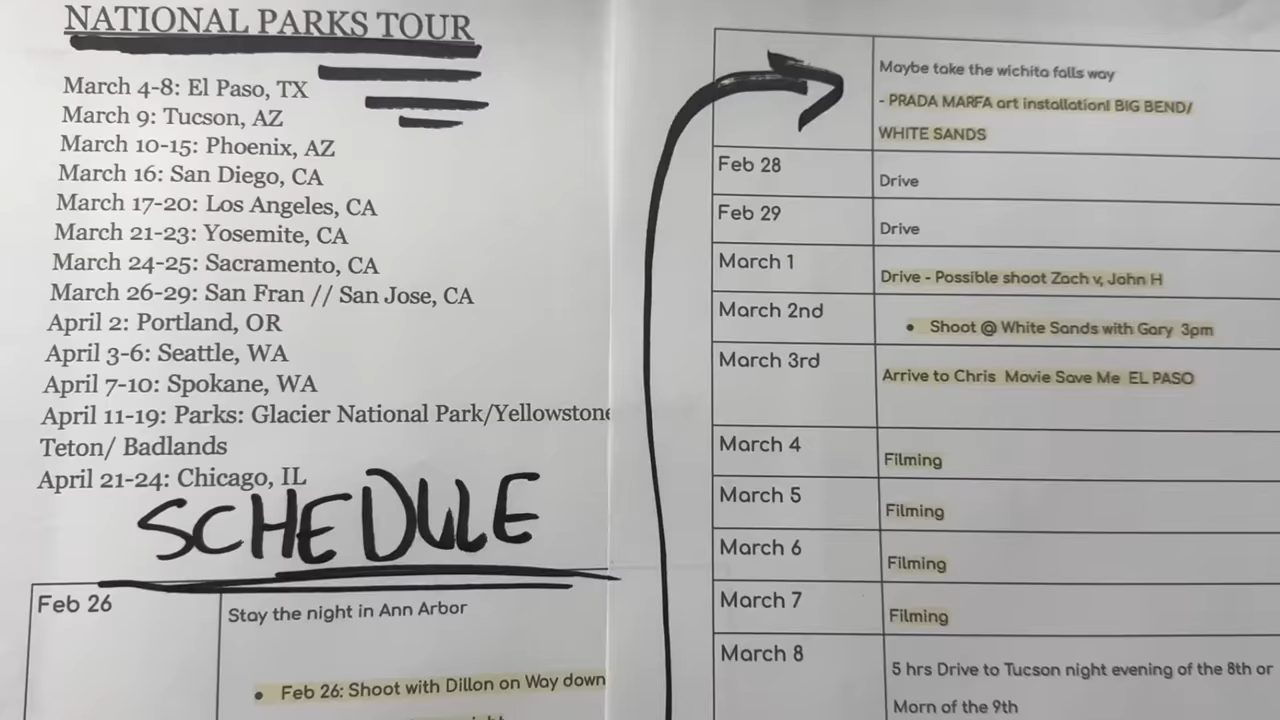 NATIONAL PARKS TOUR
March 4-8: El Paso, TX
March 9: Tucson, AZ
March 10-15: Phoenix, AZ
March 16: San Diego, CA
March 17-20: Los Angeles, CA
March 21-23: Yosemite, CA
March 24-25: Sacramento, CA
March 26-29: San Fran // San Jose, CA
April 2: Portland, OR
April 3-6: Seattle, WA
April 7-10: Spokane, WA
April 11-19: Parks: Glacier National Park/Yellowstone
Teton/ Badlands
April 21-24: Chicago, IL
SCHEDULE
Feb 26
Stay the night in Ann Arbor
• Feb 26: Shoot with Dillon on Way down
Maybe take the wichita falls way
- PRADA MARFA art installation! BIG BEND/
WHITE SANDS
Feb 28
Drive
Feb 29
Drive
March 1
Drive - Possible shoot Zach v, John H
March 2nd
• Shoot @ White Sands with Gary 3pm
March 3rd
Arrive to Chris Movie Save Me EL PASO
March 4
Filming
March 5
Filming
March 6
Filming
March 7
Filming
March 8
5 hrs Drive to Tucson night evening of the 8th or
Morn of the 9th